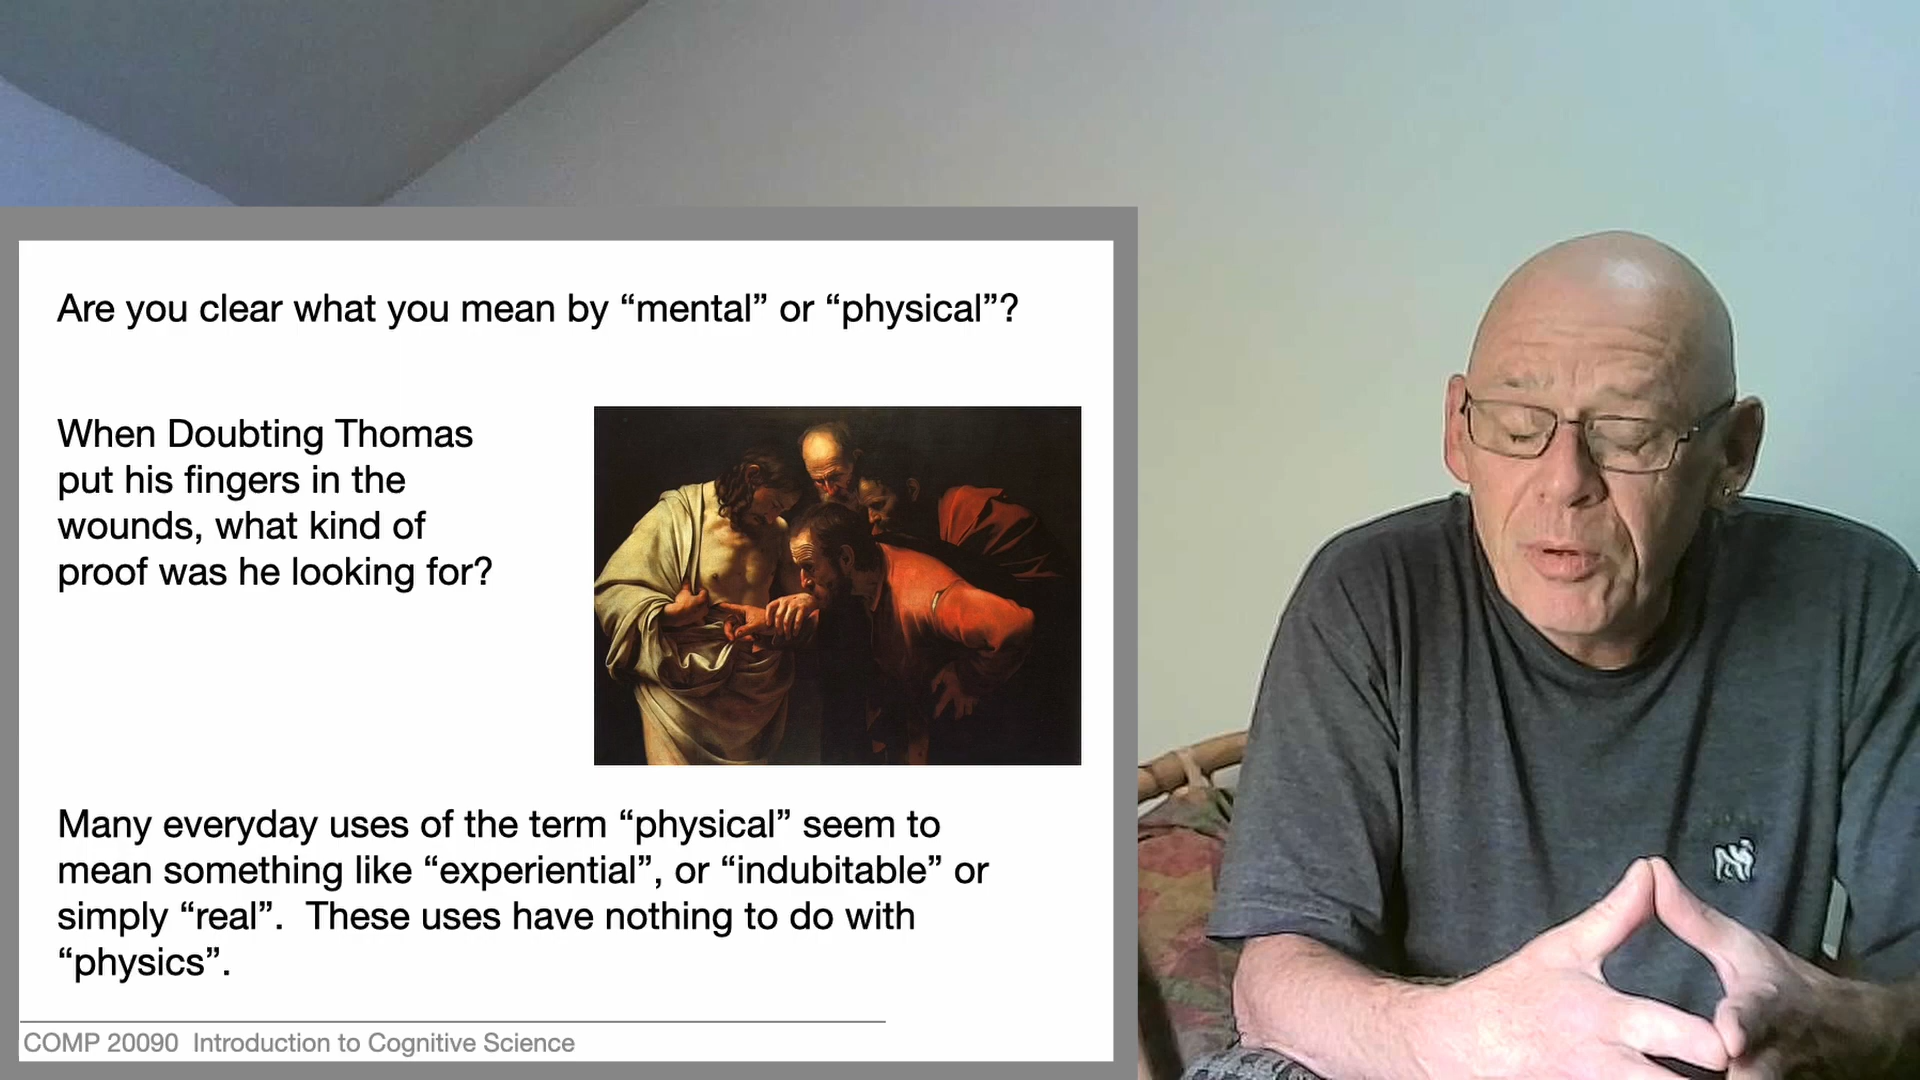 Are you clear what you mean by “mental” or “physical”?
When Doubting Thomas
put his fingers in the
wounds, what kind of
proof was he looking for?
Many everyday uses of the term “physical” seem to
mean something like “experiential”, or “indubitable” or
simply “real”.  These uses have nothing to do with
“physics”.
COMP 20090  Introduction to Cognitive Science